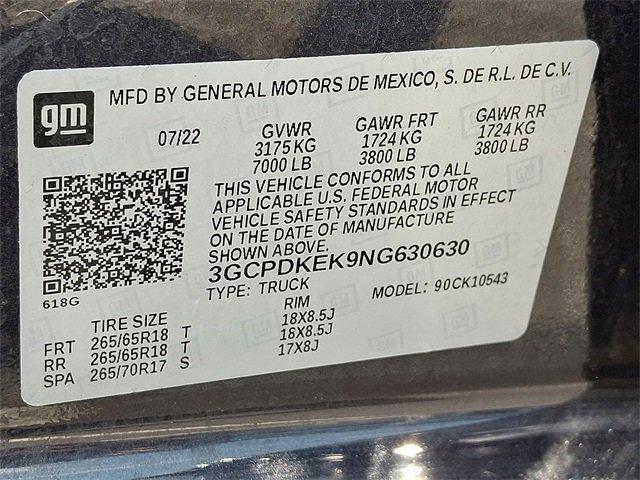 gm
MFD BY GENERAL MOTORS DE MEXICO, S. DE R.L. DE C.V.
07/22 GVWR GAWR FRT GAWR RR
3175 KG 1724 KG 1724 KG
7000 LB 3800 LB 3800 LB
THIS VEHICLE CONFORMS TO ALL
APPLICABLE U.S. FEDERAL MOTOR
VEHICLE SAFETY STANDARDS IN EFFECT
ON THE DATE OF MANUFACTURE
SHOWN ABOVE.
3GCPDKEK9NG630630
618G
TYPE: TRUCK MODEL: 90CK10543
TIRE SIZE RIM
FRT 265/65R18 T 18X8.5J
RR 265/65R18 T 18X8.5J
SPA 265/70R17 S 17X8J